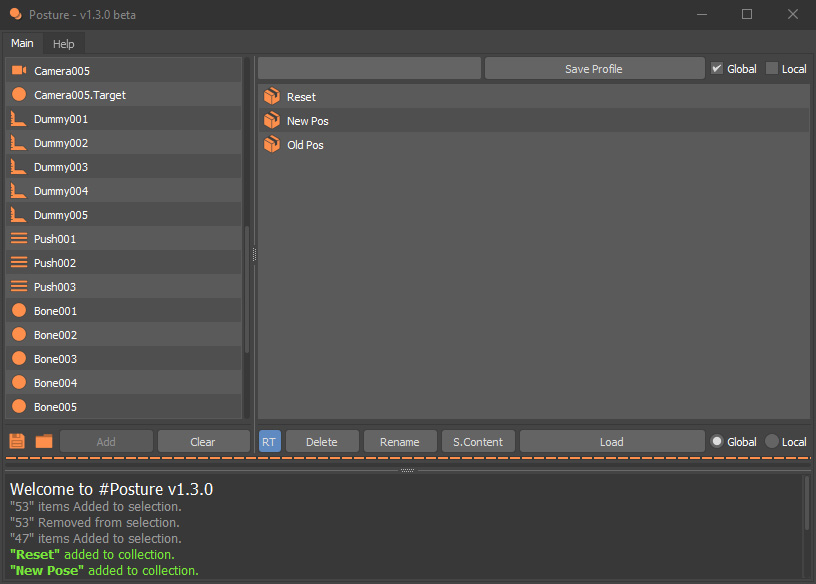 Posture - v1.3.0 beta
Main Help
Save Profile Global Local
Camera005
Camera005.Target
Dummy001
Dummy002
Dummy003
Dummy004
Dummy005
Push001
Push002
Push003
Bone001
Bone002
Bone003
Bone004
Bone005
Reset
New Pos
Old Pos
Add Clear RT Delete Rename S.Content Load Global Local
Welcome to #Posture v1.3.0
"53" items Added to selection.
"53" Removed from selection.
"47" items Added to selection.
"Reset" added to collection.
"New Pose" added to collection.